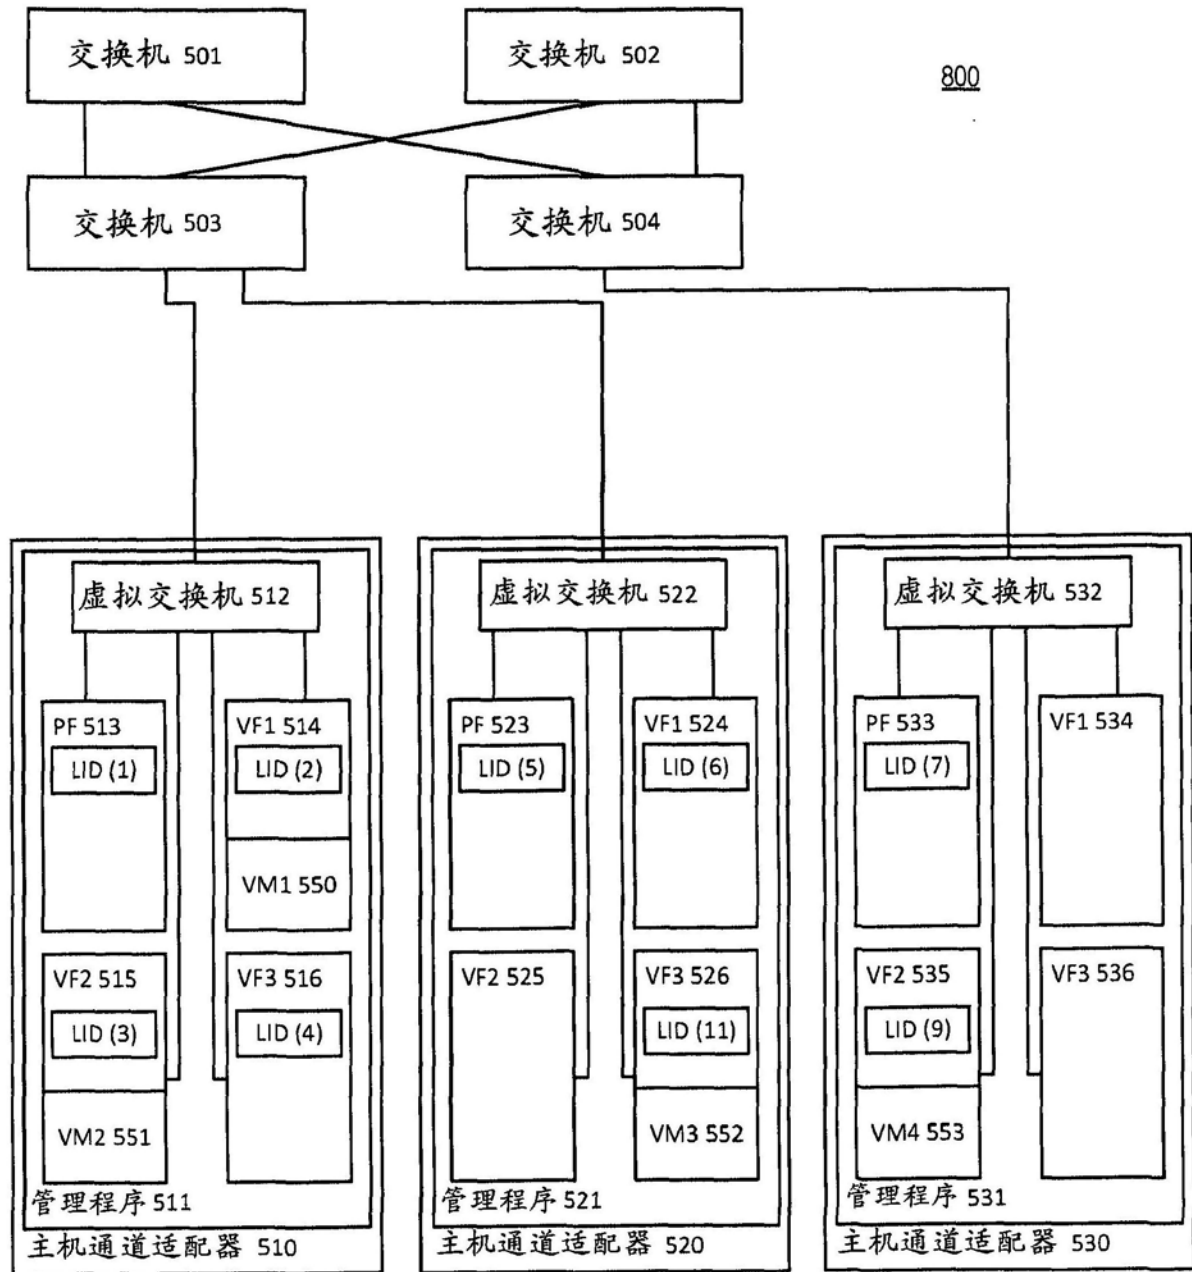 交换机 501
交换机 502
800
交换机 503
交换机 504
虚拟交换机 512
PF 513
LID (1)
VF1 514
LID (2)
VM1 550
VF2 515
LID (3)
VM2 551
VF3 516
LID (4)
管理程序 511
主机通道适配器 510
虚拟交换机 522
PF 523
LID (5)
VF1 524
LID (6)
VF2 525
VF3 526
LID (11)
VM3 552
管理程序 521
主机通道适配器 520
虚拟交换机 532
PF 533
LID (7)
VF1 534
VF2 535
LID (9)
VM4 553
VF3 536
管理程序 531
主机通道适配器 530